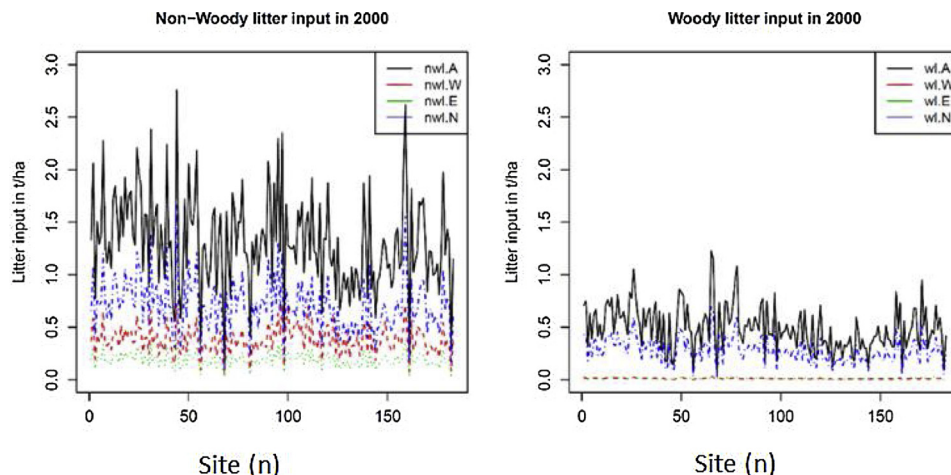 Non-Woody litter input in 2000
Litter input in t/ha
3.0
2.5
2.0
1.5
1.0
0.5
0.0
nwl.A
nwl.W
nwl.E
nwl.N
0
50
100
150
Site (n)
Woody litter input in 2000
Litter input in t/ha
3.0
2.5
2.0
1.5
1.0
0.5
0.0
wl.A
wl.W
wl.E
wl.N
0
50
100
150
Site (n)